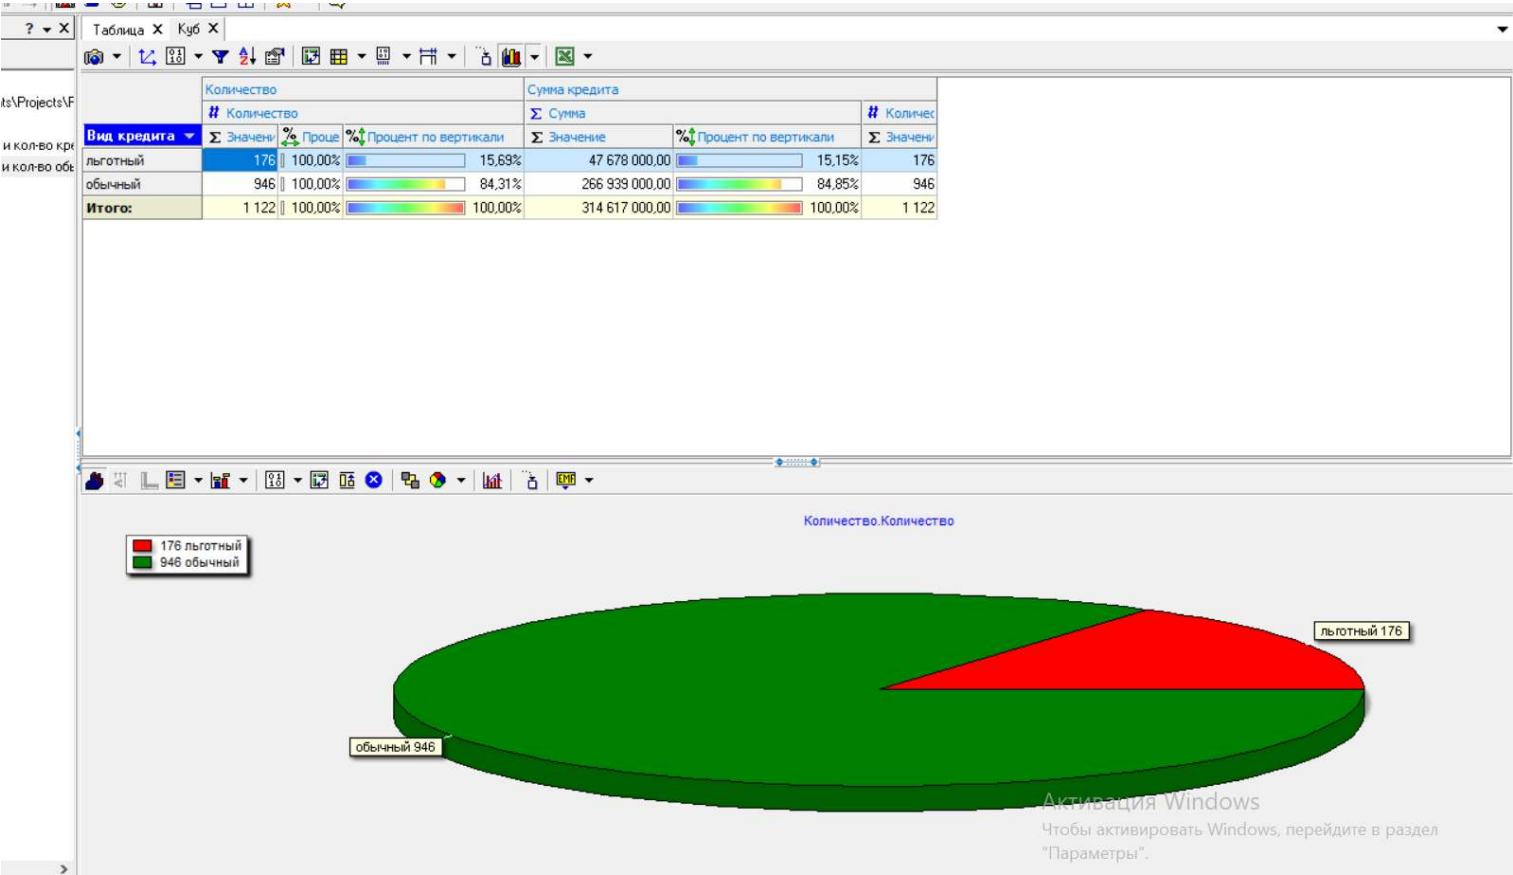 ? X Таблица X Куб X
ts\Projects\F
и кол-во кре
и кол-во обь
Количество Сумма кредита
# Количество Σ Сумма # Количес
Вид кредита Σ Значени % Проце % Процент по вертикали Σ Значение % Процент по вертикали Σ Значени
льготный 176 100,00% 15,69% 47 678 000,00 15,15% 176
обычный 946 100,00% 84,31% 266 939 000,00 84,85% 946
Итого: 1 122 100,00% 100,00% 314 617 000,00 100,00% 1 122
EMF
Количество.Количество
176 льготный
946 обычный
льготный 176
обычный 946
Активация Windows
Чтобы активировать Windows, перейдите в раздел
"Параметры".